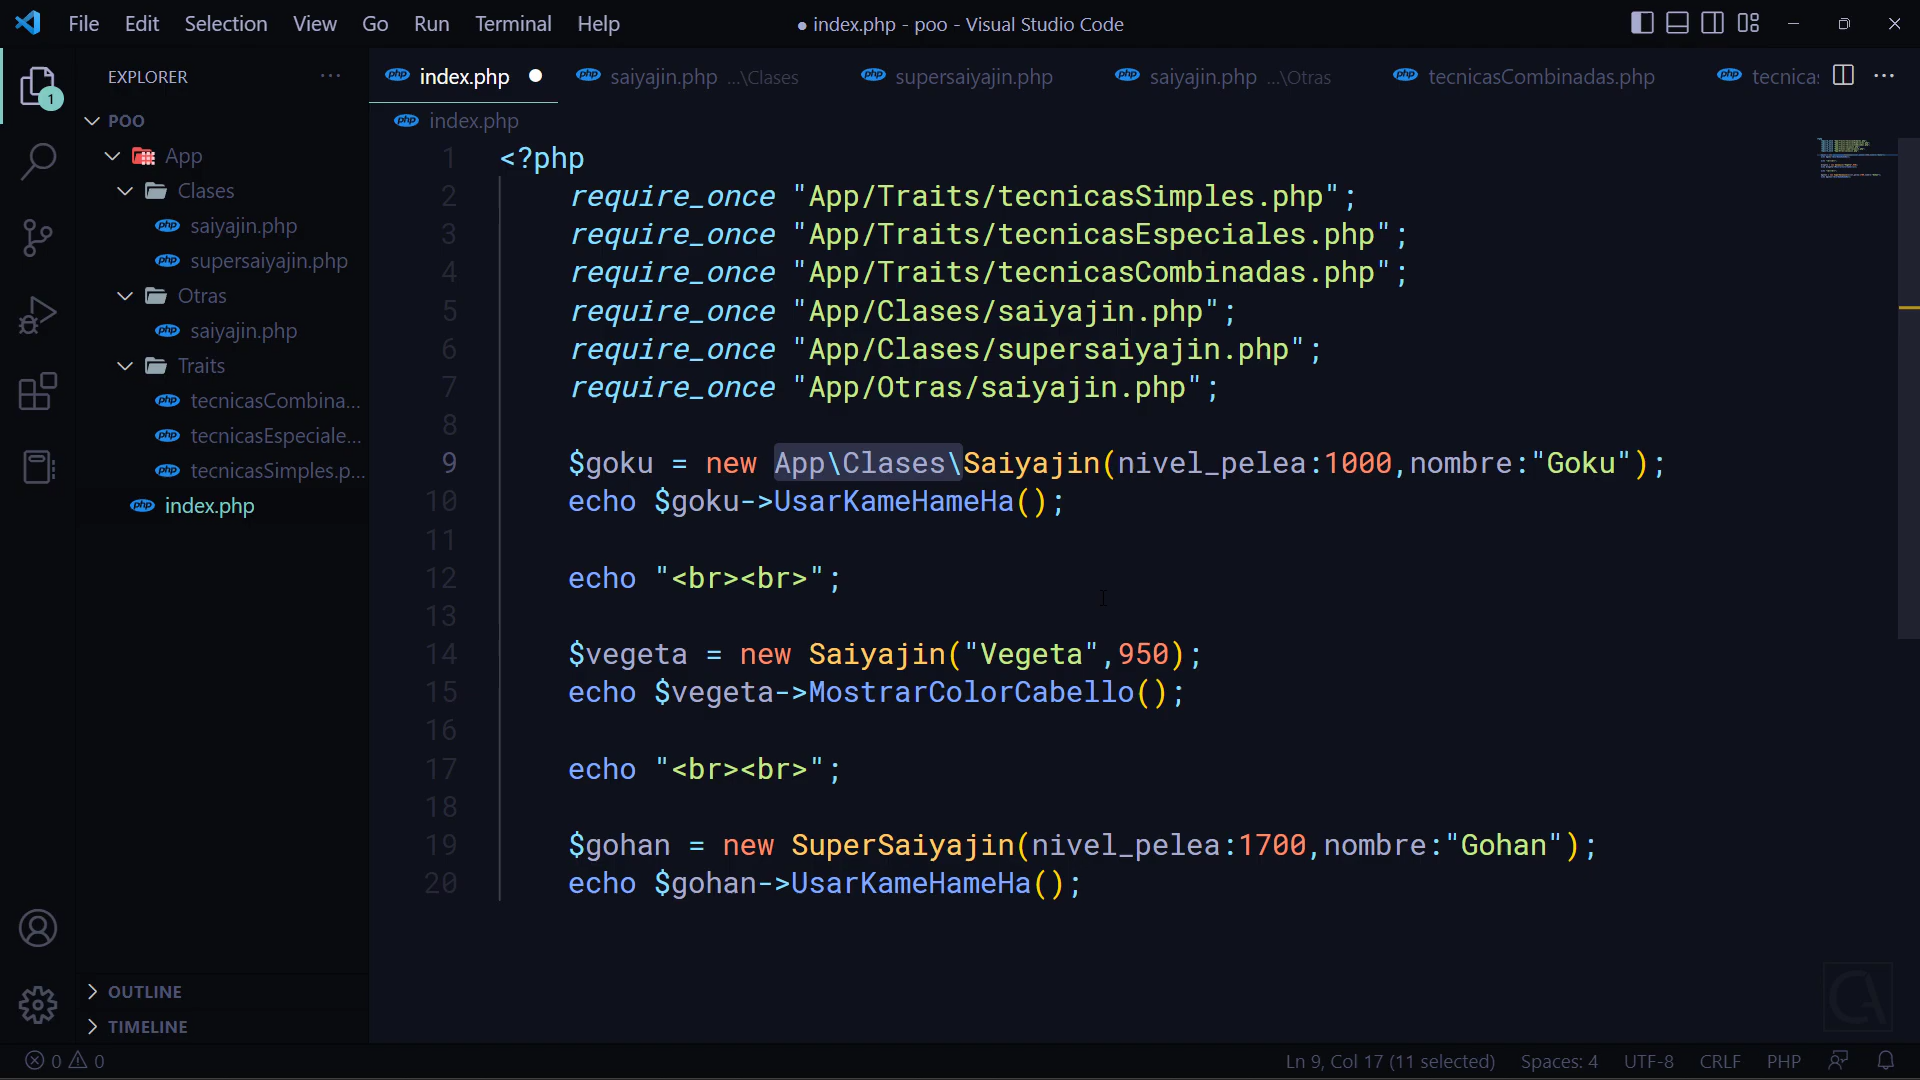 File Edit Selection View Go Run Terminal Help
● index.php - poo - Visual Studio Code
EXPLORER ...
index.php ● saiyajin.php ...\Clases supersaiyajin.php saiyajin.php ...\Otras tecnicasCombinadas.php tecnica: ...
1
POO
App
Clases
saiyajin.php
supersaiyajin.php
Otras
saiyajin.php
Traits
tecnicasCombina...
tecnicasEspeciale...
tecnicasSimples.p...
index.php
OUTLINE
TIMELINE
index.php
1 <?php
2 require_once "App/Traits/tecnicasSimples.php";
3 require_once "App/Traits/tecnicasEspeciales.php";
4 require_once "App/Traits/tecnicasCombinadas.php";
5 require_once "App/Clases/saiyajin.php";
6 require_once "App/Clases/supersaiyajin.php";
7 require_once "App/Otras/saiyajin.php";
8
9 $goku = new App\Clases\Saiyajin(nivel_pelea:1000,nombre:"Goku");
10 echo $goku->UsarKameHameHa();
11
12 echo "<br><br>";
13
14 $vegeta = new Saiyajin("Vegeta",950);
15 echo $vegeta->MostrarColorCabello();
16
17 echo "<br><br>";
18
19 $gohan = new SuperSaiyajin(nivel_pelea:1700,nombre:"Gohan");
20 echo $gohan->UsarKameHameHa();
CA
0 0
Ln 9, Col 17 (11 selected) Spaces: 4 UTF-8 CRLF PHP